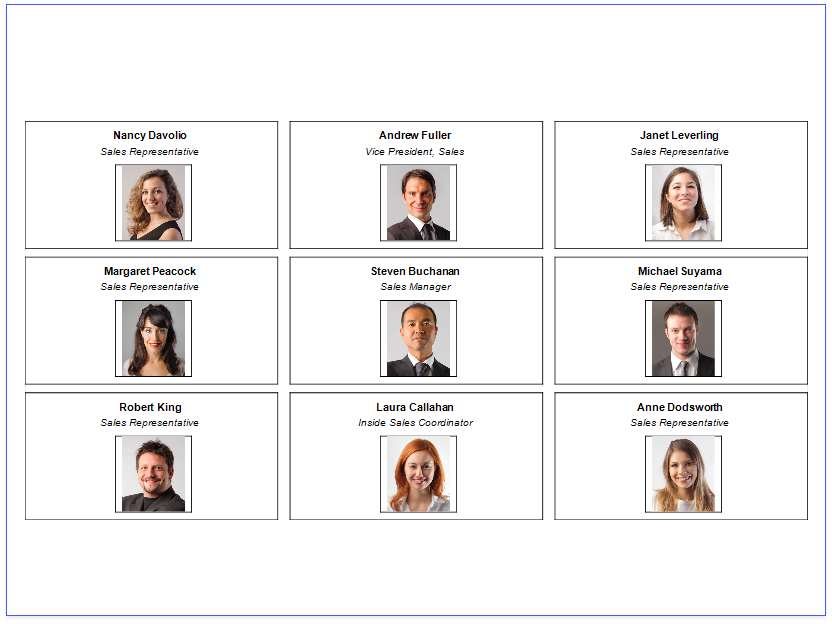 Nancy Davolio
Sales Representative
Andrew Fuller
Vice President, Sales
Janet Leverling
Sales Representative
Margaret Peacock
Sales Representative
Steven Buchanan
Sales Manager
Michael Suyama
Sales Representative
Robert King
Sales Representative
Laura Callahan
Inside Sales Coordinator
Anne Dodsworth
Sales Representative